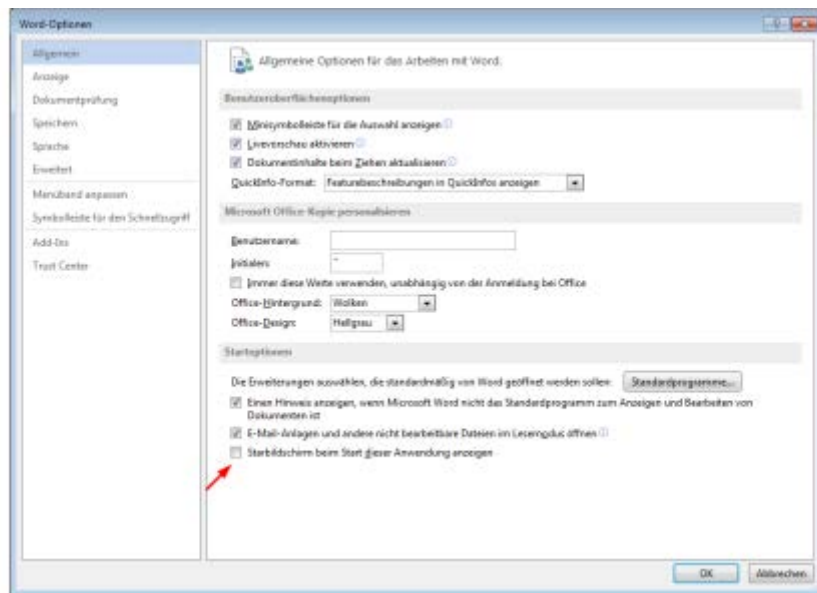 Word-Optionen
Allgemein
Anzeige
Dokumentprüfung
Speichern
Sprache
Erweitert
Menüband anpassen
Symbolleiste für den Schnellzugriff
Add-Ins
Trust Center
Allgemeine Optionen für das Arbeiten mit Word.
Benutzeroberflächenoptionen
Minisymbolleiste für die Auswahl anzeigen
Livevorschau aktivieren
Dokumentinhalte beim Ziehen aktualisieren
QuickInfo-Format: Featurebeschreibungen in QuickInfos anzeigen
Microsoft Office-Kopie personalisieren
Benutzername:
Initialen:
Immer diese Werte verwenden, unabhängig von der Anmeldung bei Office
Office-Hintergrund: Wolken
Office-Design: Hellgrau
Startoptionen
Die Erweiterungen auswählen, die standardmäßig von Word geöffnet werden sollen: Standardprogramme...
Einen Hinweis anzeigen, wenn Microsoft Word nicht das Standardprogramm zum Anzeigen und Bearbeiten von
Dokumenten ist
E-Mail-Anlagen und andere nicht bearbeitbare Dateien im Lesemodus öffnen
Starbildschirm beim Start dieser Anwendung anzeigen
OK
Abbrechen